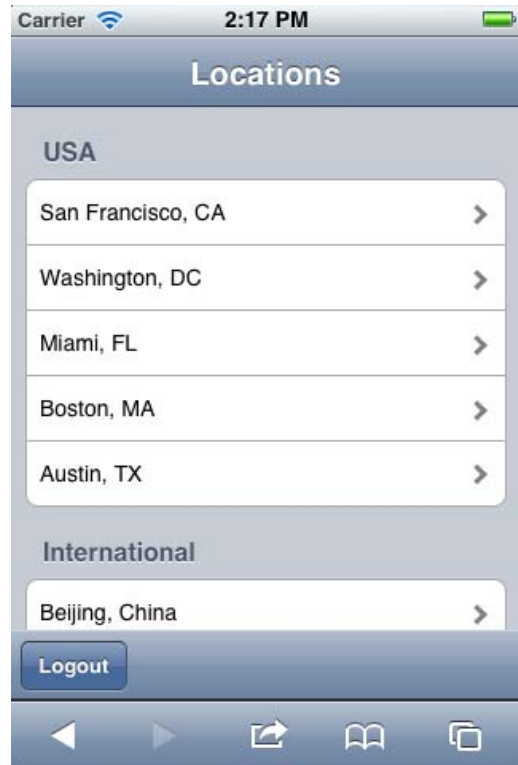 Carrier 2:17 PM
Locations
USA
San Francisco, CA
Washington, DC
Miami, FL
Boston, MA
Austin, TX
International
Beijing, China
Logout